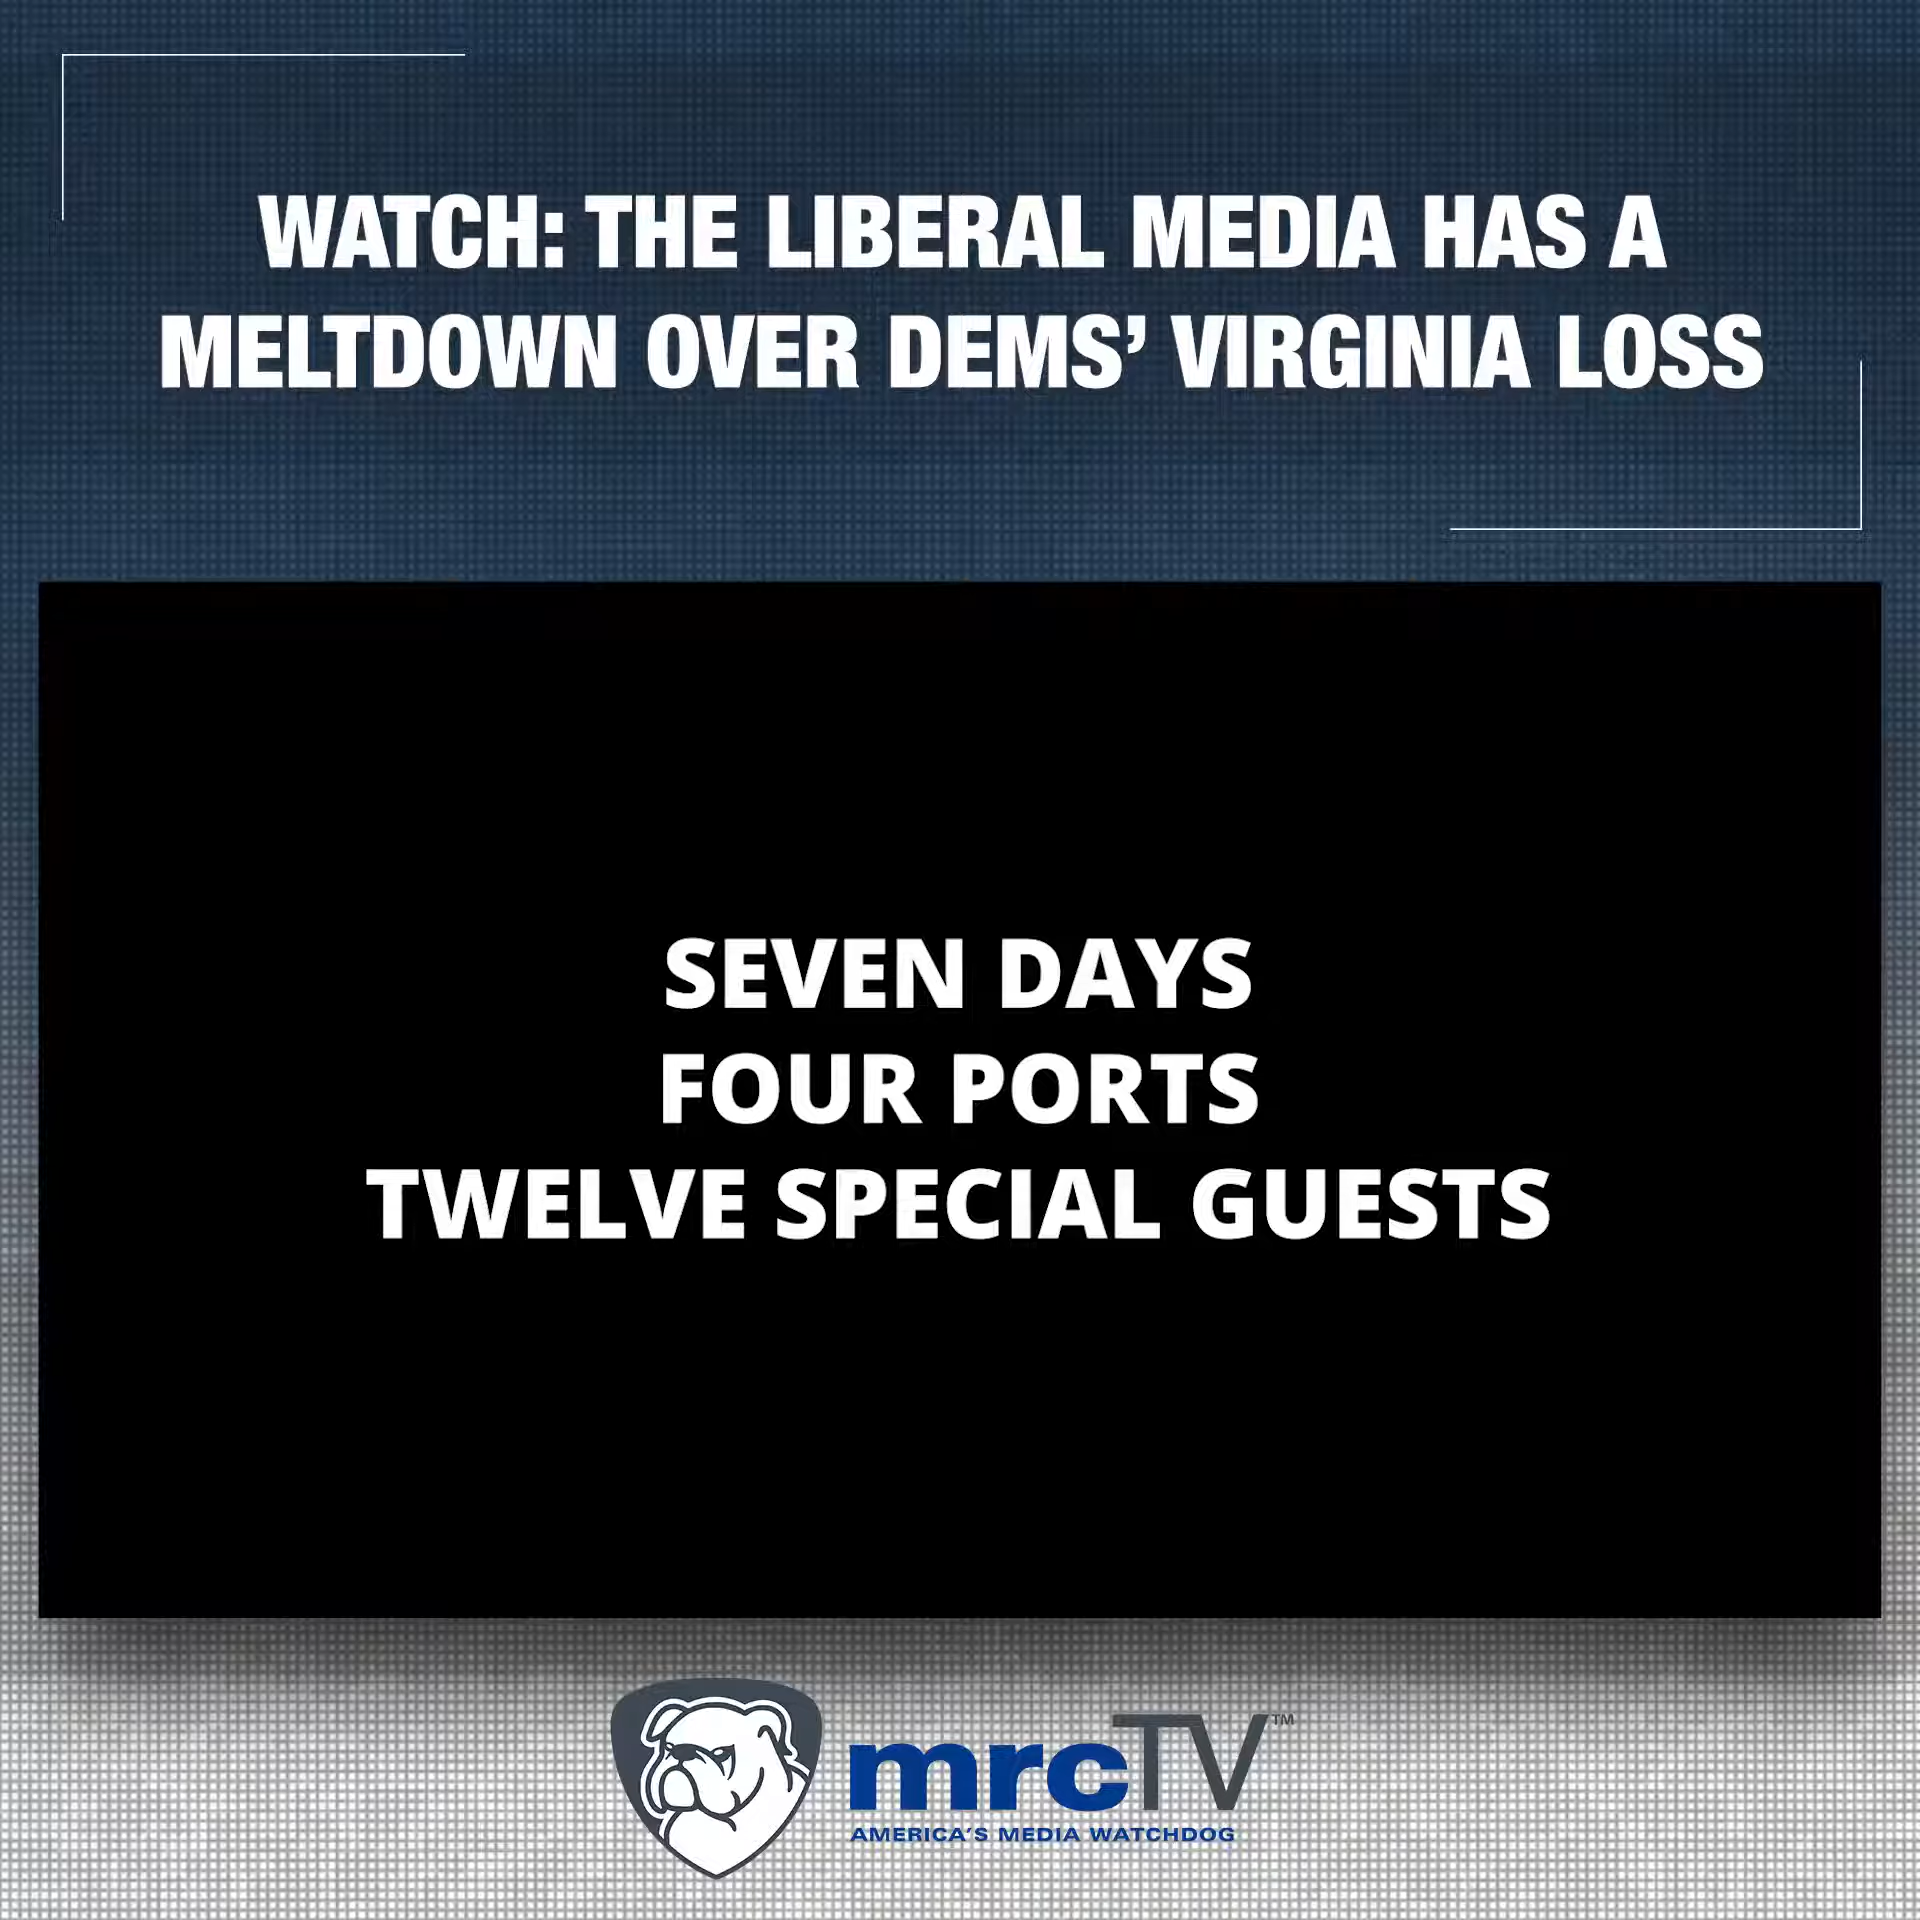 WATCH: THE LIBERAL MEDIA HAS A
MELTDOWN OVER DEMS’ VIRGINIA LOSS
SEVEN DAYS
FOUR PORTS
TWELVE SPECIAL GUESTS
mrcTV™
AMERICA’S MEDIA WATCHDOG